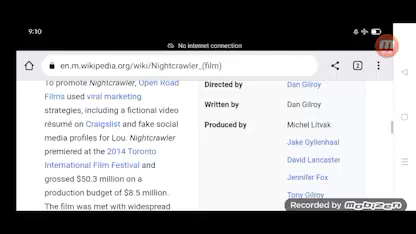 9:10
No internet connection
en.m.wikipedia.org/wiki/Nightcrawler_(film)
2
To promote Nightcrawler, Open Road
Films used viral marketing
strategies, including a fictional video
résumé on Craigslist and fake social
media profiles for Lou. Nightcrawler
premiered at the 2014 Toronto
International Film Festival and
grossed $50.3 million on a
production budget of $8.5 million.
The film was met with widespread
Directed by Dan Gilroy
Written by Dan Gilroy
Produced by Michel Litvak
Jake Gyllenhaal
David Lancaster
Jennifer Fox
Tony Gilroy
Recorded by MOBIZEN